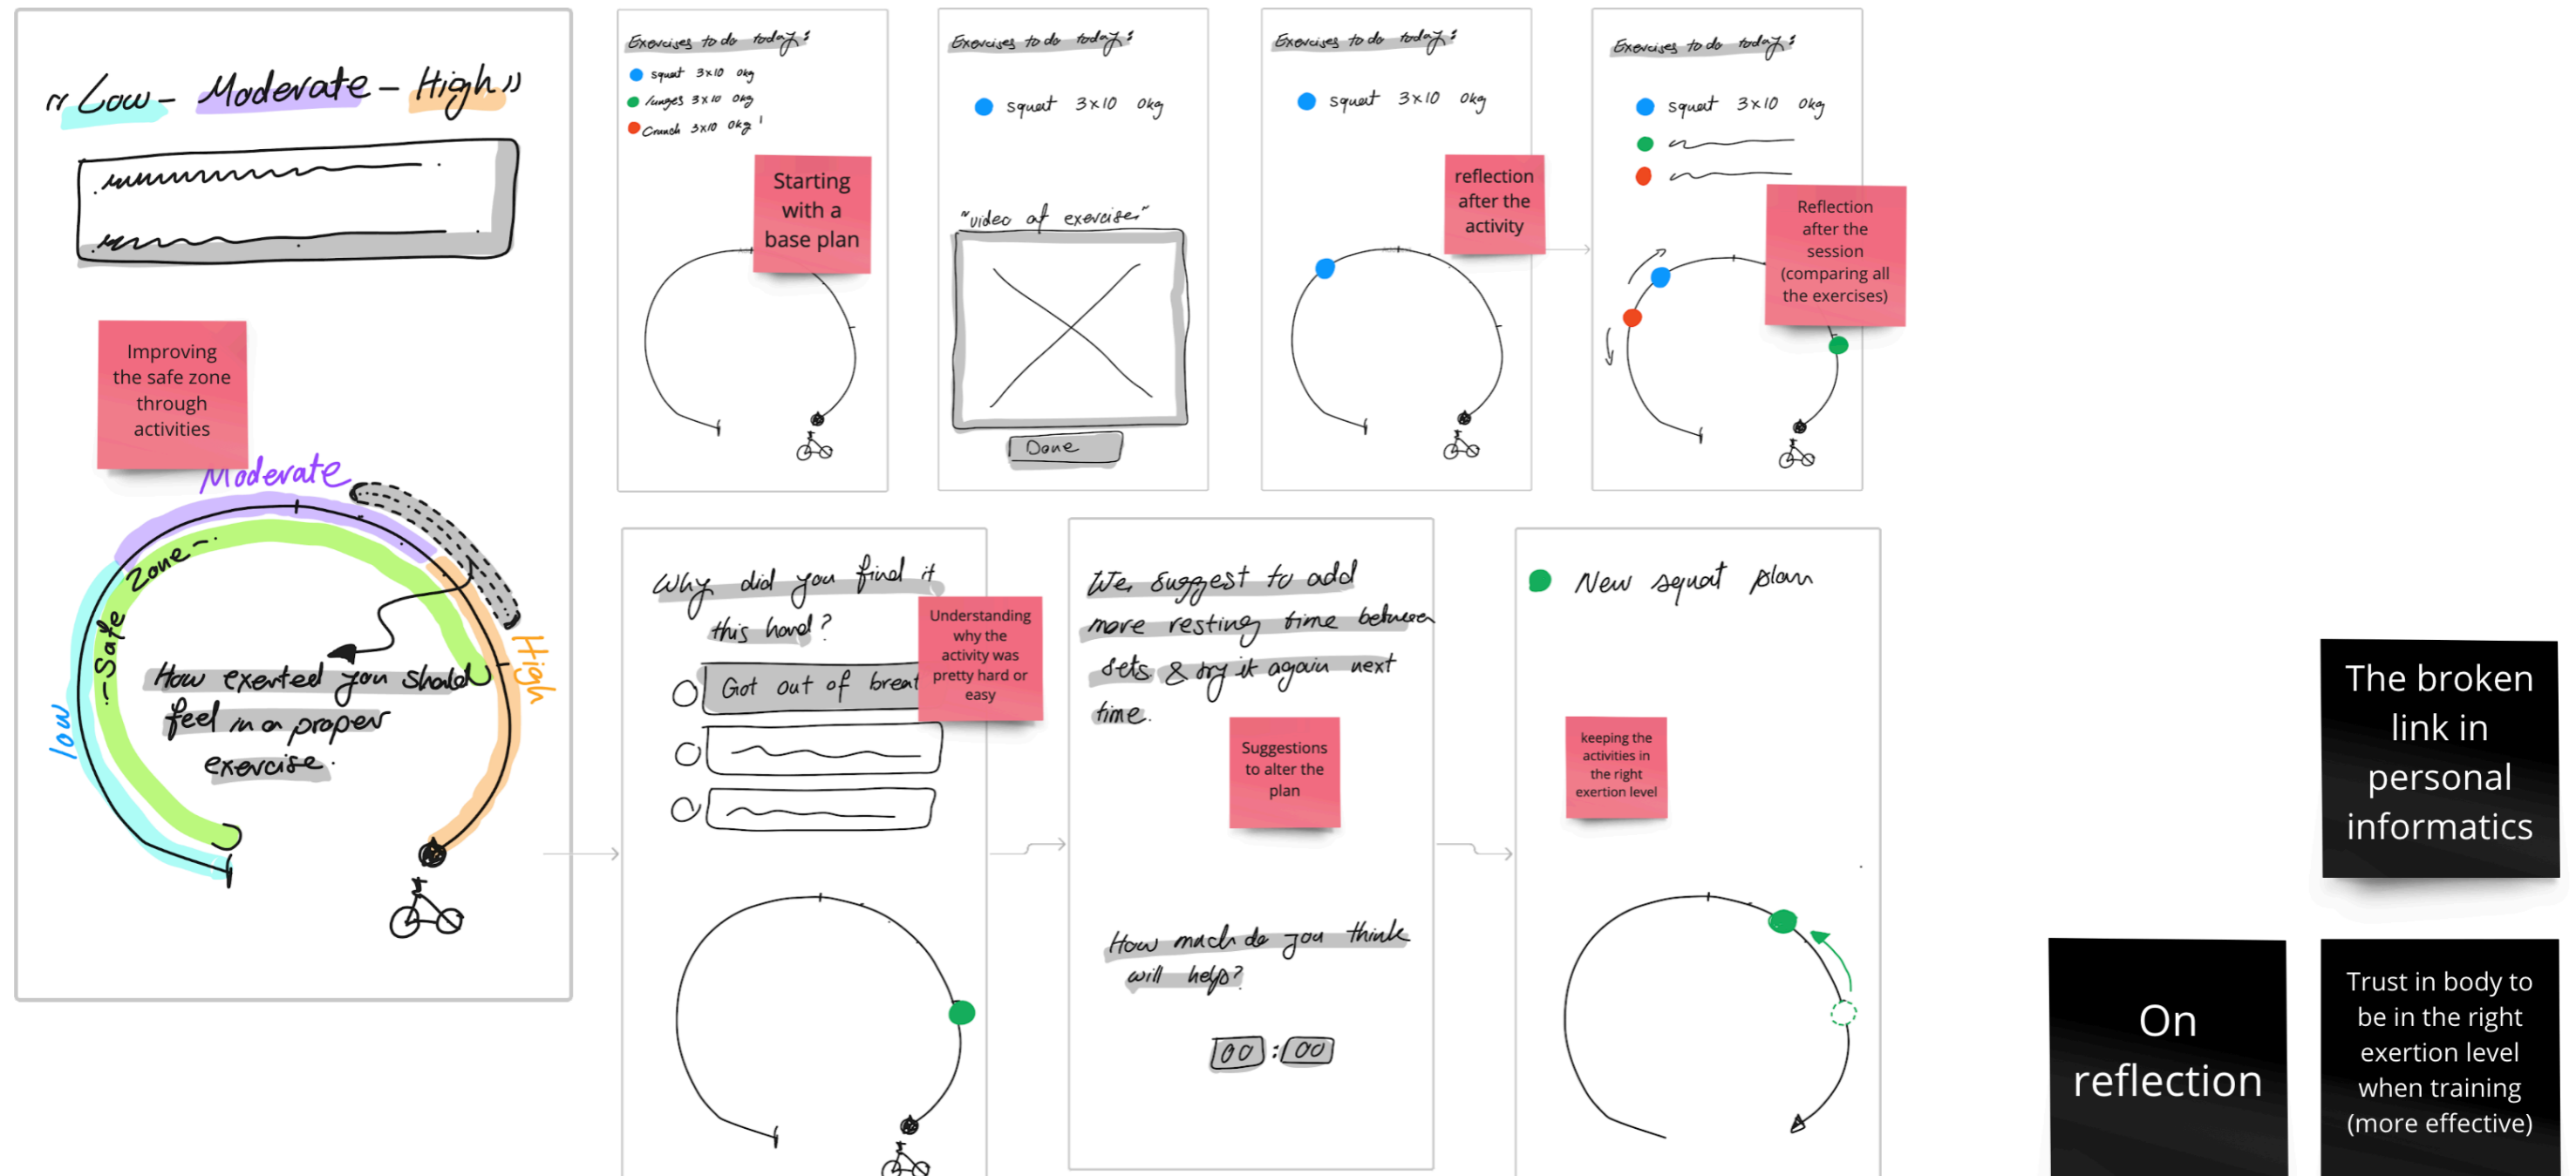 "Low - Moderate - High"
Improving
the safe zone
through
activities
Moderate
--Safe Zone--
low
High
How exerted you should
feel in a proper
exercise.
Exercises to do today:
squat 3x10 0kg
lunges 3x10 0kg
Crunch 3x10 0kg
Starting
with a
base plan
Exercises to do today:
squat 3x10 0kg
"video of exercise"
Done
Exercises to do today:
squat 3x10 0kg
reflection
after the
activity
Exercises to do today:
squat 3x10 0kg
Reflection
after the
session
(comparing all
the exercises)
Why did you find it
this hard?
Got out of breat
Understanding
why the
activity was
pretty hard or
easy
We suggest to add
more resting time between
sets & try it again next
time.
Suggestions
to alter the
plan
How much do you think
will help?
00 : 00
New squat plan
keeping the
activities in
the right
exertion level
The broken
link in
personal
informatics
On
reflection
Trust in body to
be in the right
exertion level
when training
(more effective)